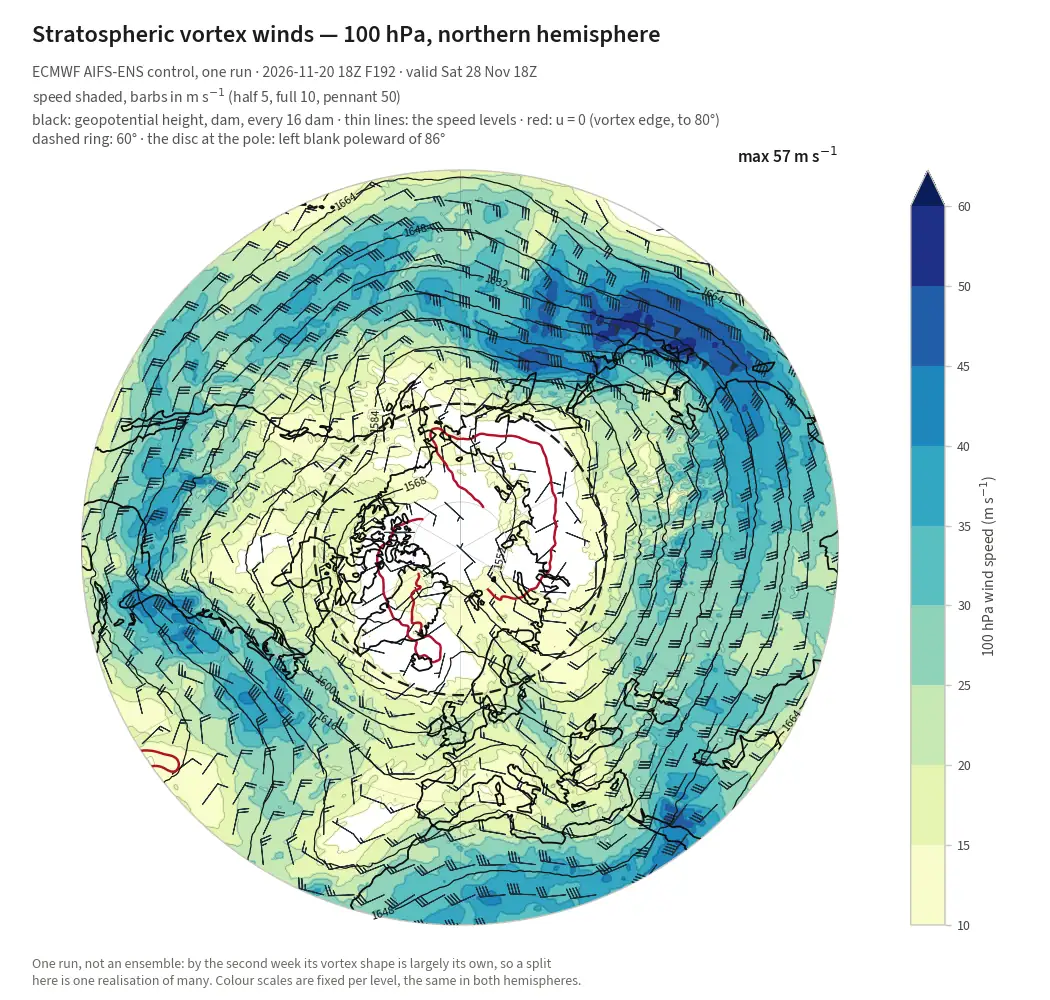 Stratospheric vortex winds — 100 hPa, northern hemisphere
ECMWF AIFS-ENS control, one run · 2026-11-20 18Z F192 · valid Sat 28 Nov 18Z
speed shaded, barbs in m s⁻¹ (half 5, full 10, pennant 50)
black: geopotential height, dam, every 16 dam · thin lines: the speed levels · red: u = 0 (vortex edge, to 80°)
dashed ring: 60° · the disc at the pole: left blank poleward of 86°
max 57 m s⁻¹
1664
1648
1632
1664
1584
1568
1552
1600
1616
1664
1648
60
50
45
40
35
30
25
20
15
10
100 hPa wind speed (m s⁻¹)
One run, not an ensemble: by the second week its vortex shape is largely its own, so a split
here is one realisation of many. Colour scales are fixed per level, the same in both hemispheres.